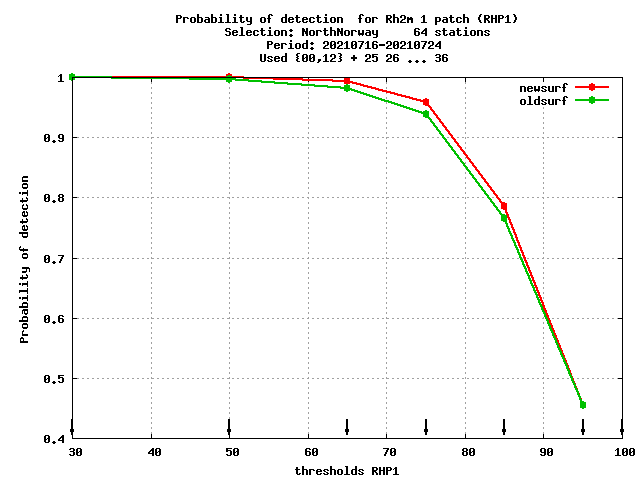 Probability of detection  for Rh2m 1 patch (RHP1)
Selection: NorthNorway     64 stations
Period: 20210716-20210724
Used {00,12} + 25 26 ... 36
newsurf
oldsurf
1
0.9
0.8
0.7
0.6
0.5
0.4
Probability of detection
30 40 50 60 70 80 90 100
thresholds RHP1